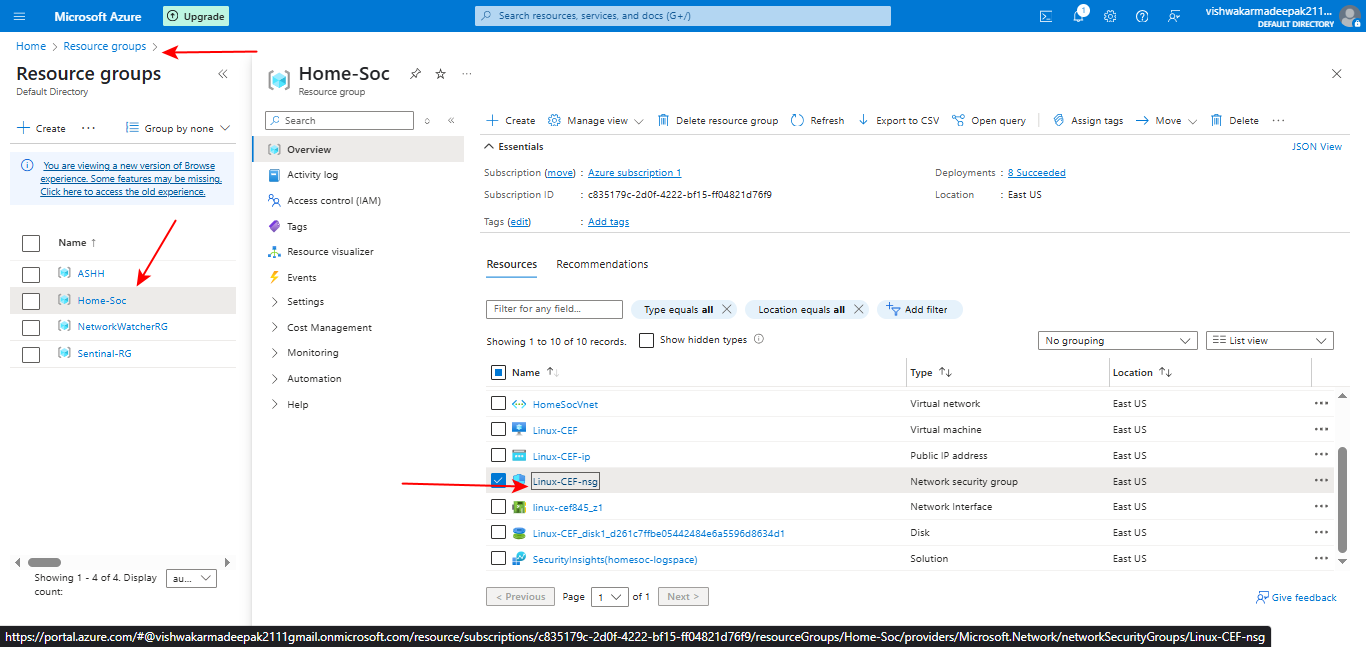 Microsoft Azure
Upgrade
Search resources, services, and docs (G+/)
1
vishwakarmadeepak211...
DEFAULT DIRECTORY
Home > Resource groups >
Resource groups
Default Directory
Create
Group by none
You are viewing a new version of Browse
experience. Some features may be missing.
Click here to access the old experience.
Name ↑
ASHH
Home-Soc
NetworkWatcherRG
Sentinal-RG
Showing 1 - 4 of 4. Display
count:
au...
Home-Soc
Resource group
Search
Overview
Activity log
Access control (IAM)
Tags
Resource visualizer
Events
Settings
Cost Management
Monitoring
Automation
Help
Create
Manage view
Delete resource group
Refresh
Export to CSV
Open query
Assign tags
Move
Delete
Essentials
JSON View
Subscription (move) : Azure subscription 1
Deployments : 8 Succeeded
Subscription ID : c835179c-2d0f-4222-bf15-ff04821d76f9
Location : East US
Tags (edit) : Add tags
Resources
Recommendations
Filter for any field...
Type equals all
Location equals all
Add filter
Showing 1 to 10 of 10 records.
Show hidden types
No grouping
List view
Name ↑↓ Type ↑↓ Location ↑↓
HomeSocVnet Virtual network East US
Linux-CEF Virtual machine East US
Linux-CEF-ip Public IP address East US
Linux-CEF-nsg Network security group East US
linux-cef845_z1 Network Interface East US
Linux-CEF_disk1_d261c7ffbe05442484e6a5596d8634d1 Disk East US
SecurityInsights(homesoc-logspace) Solution East US
< Previous Page 1 of 1 Next >
Give feedback
https://portal.azure.com/#@vishwakarmadeepak2111gmail.onmicrosoft.com/resource/subscriptions/c835179c-2d0f-4222-bf15-ff04821d76f9/resourceGroups/Home-Soc/providers/Microsoft.Network/networkSecurityGroups/Linux-CEF-nsg